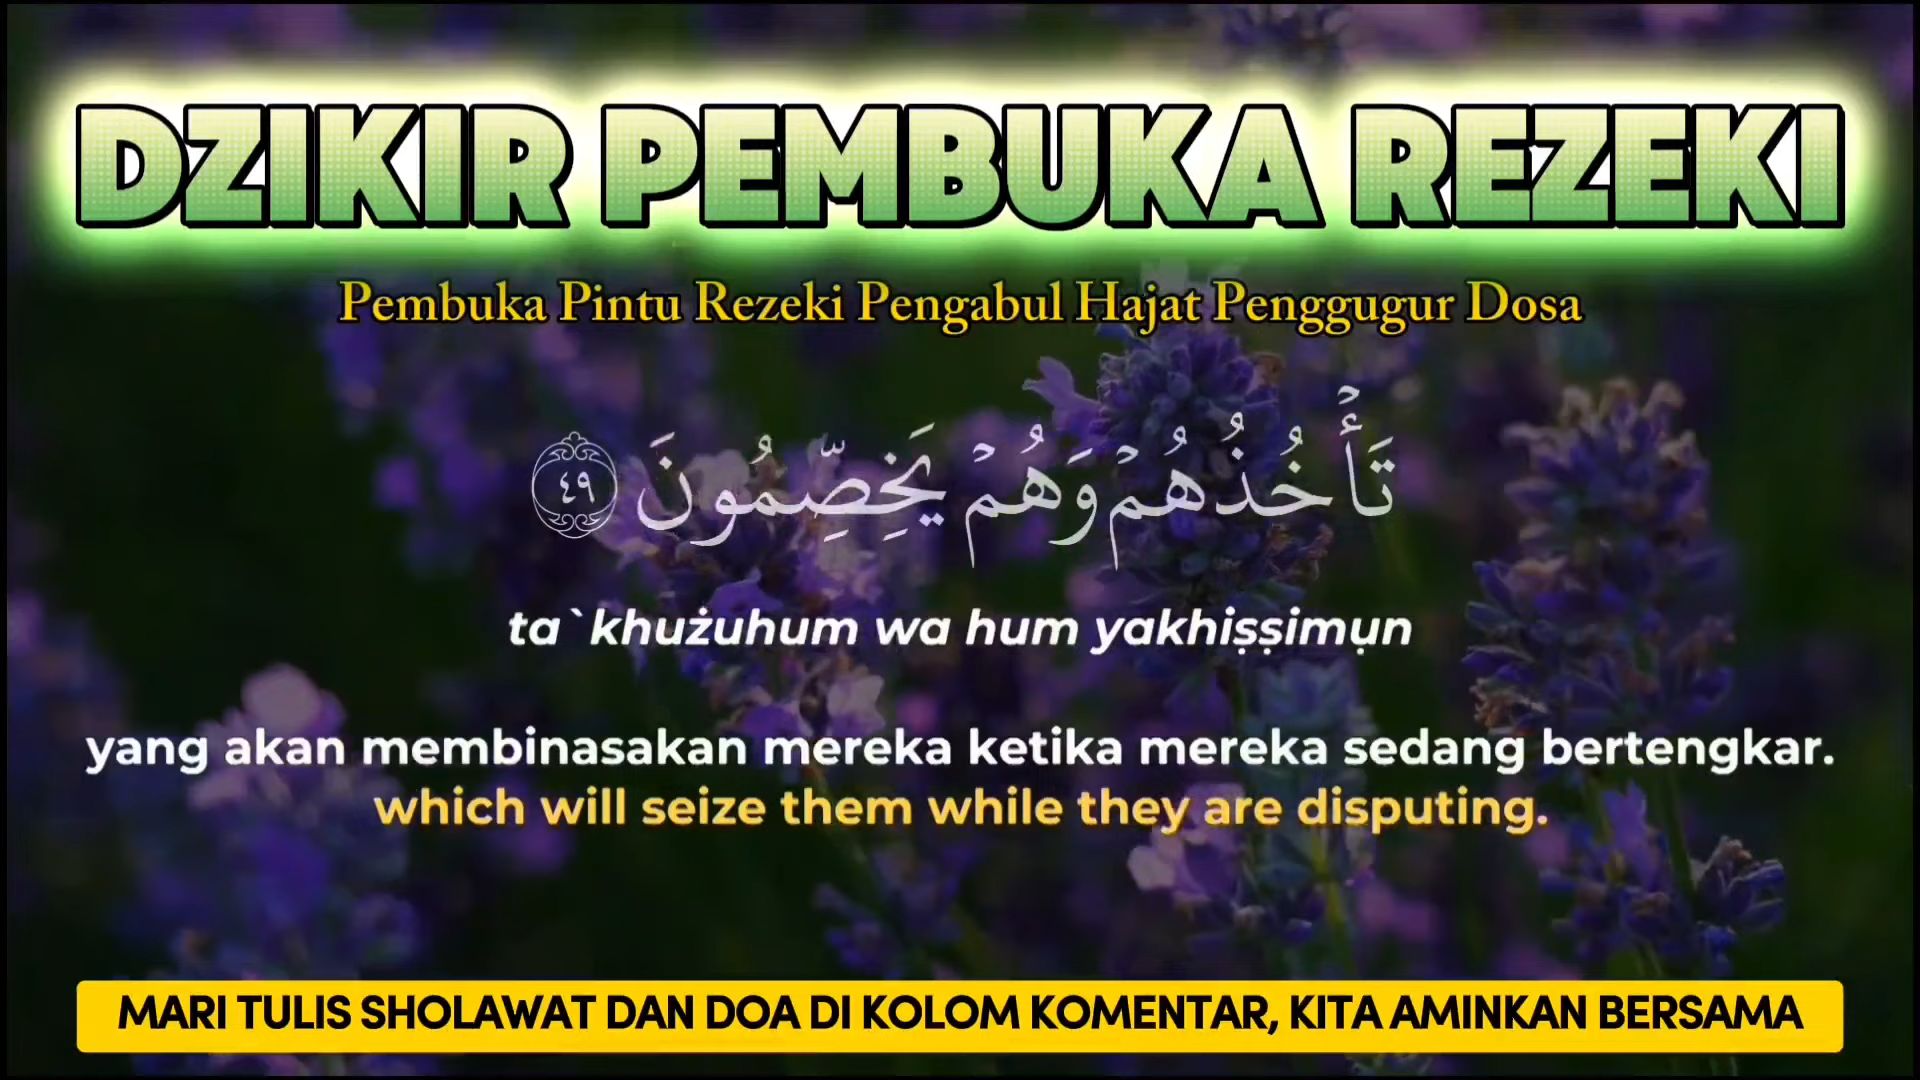 DZIKIR PEMBUKA REZEKI
Pembuka Pintu Rezeki Pengabul Hajat Penggugur Dosa
تَأْخُذُهُمْ وَهُمْ يَخِصِّمُونَ ٤٩
ta`khużuhum wa hum yakhiṣṣimụn
yang akan membinasakan mereka ketika mereka sedang bertengkar.
which will seize them while they are disputing.
MARI TULIS SHOLAWAT DAN DOA DI KOLOM KOMENTAR, KITA AMINKAN BERSAMA